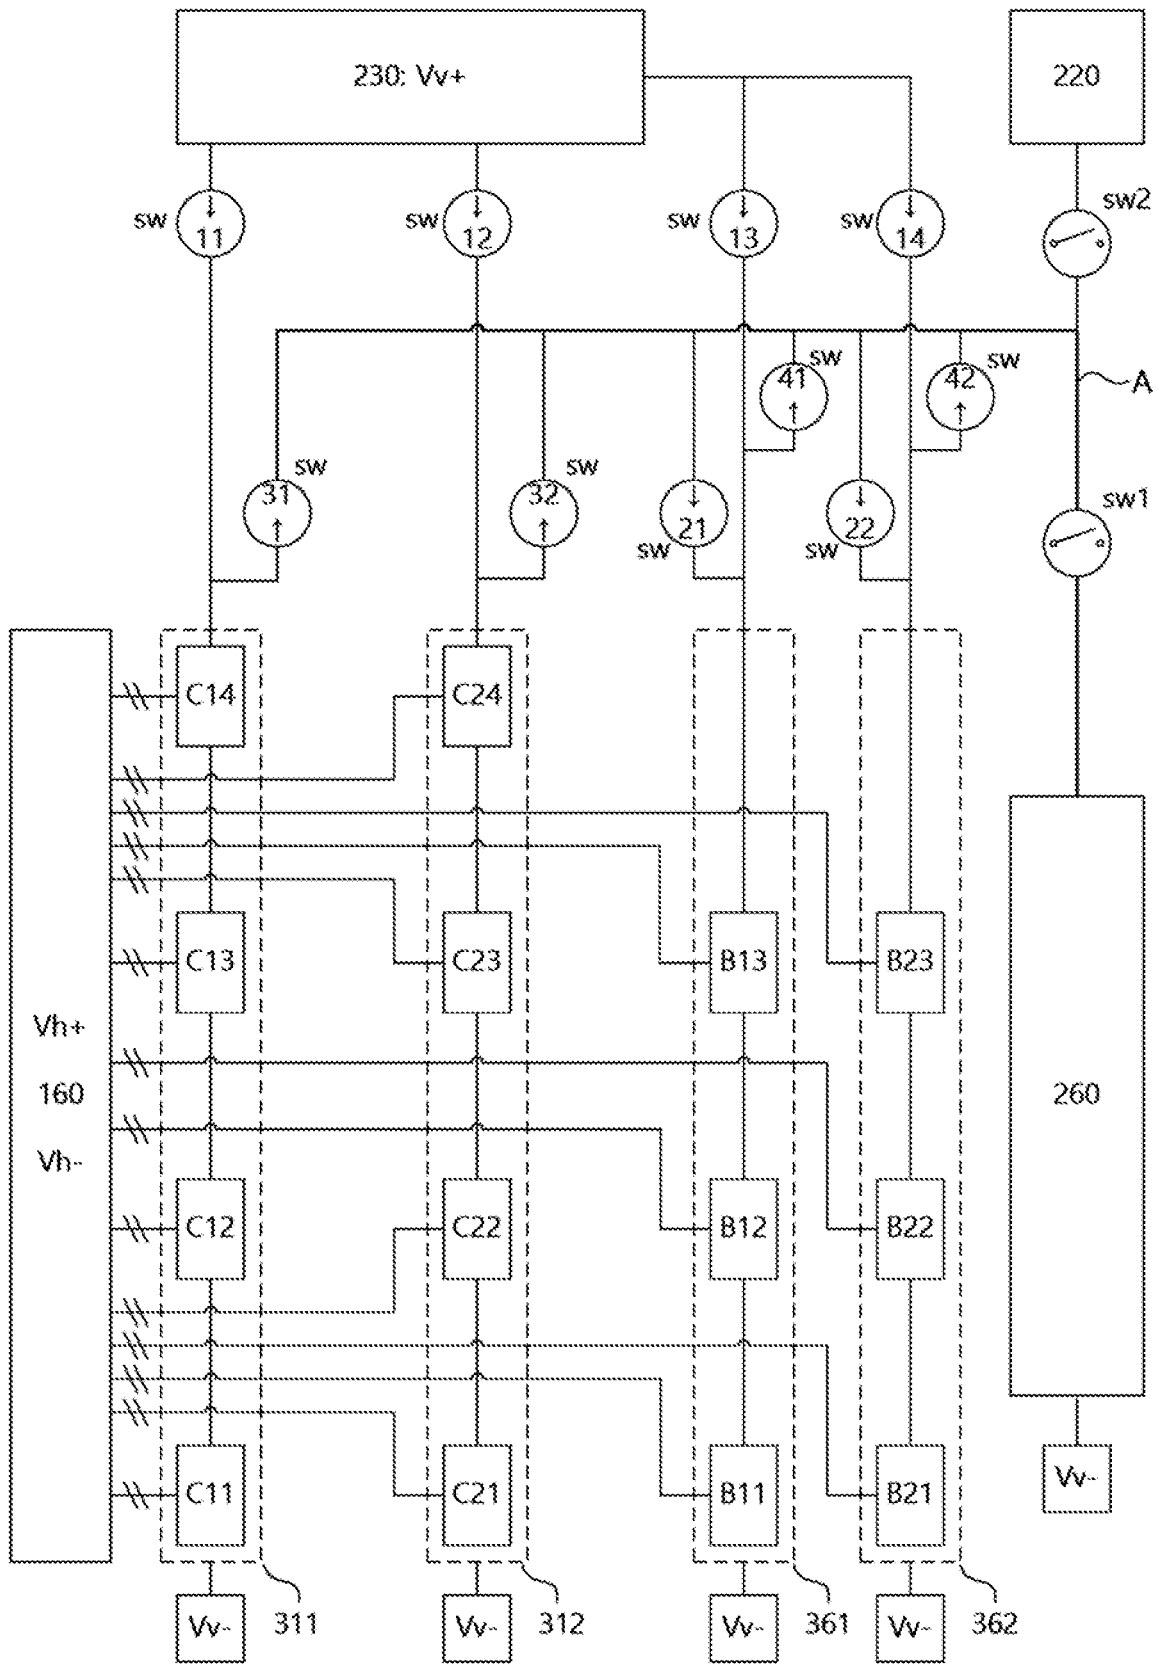 230: Vv+
220
sw 11
sw 12
sw 13
sw 14
sw2
sw
41
sw
42
A
sw
31
sw
32
21
sw
22
sw
sw1
C14
C24
C13
C23
B13
B23
Vh+
160
Vh-
260
C12
C22
B12
B22
C11
C21
B11
B21
Vv-
Vv-
311
Vv-
312
Vv-
361
Vv-
362